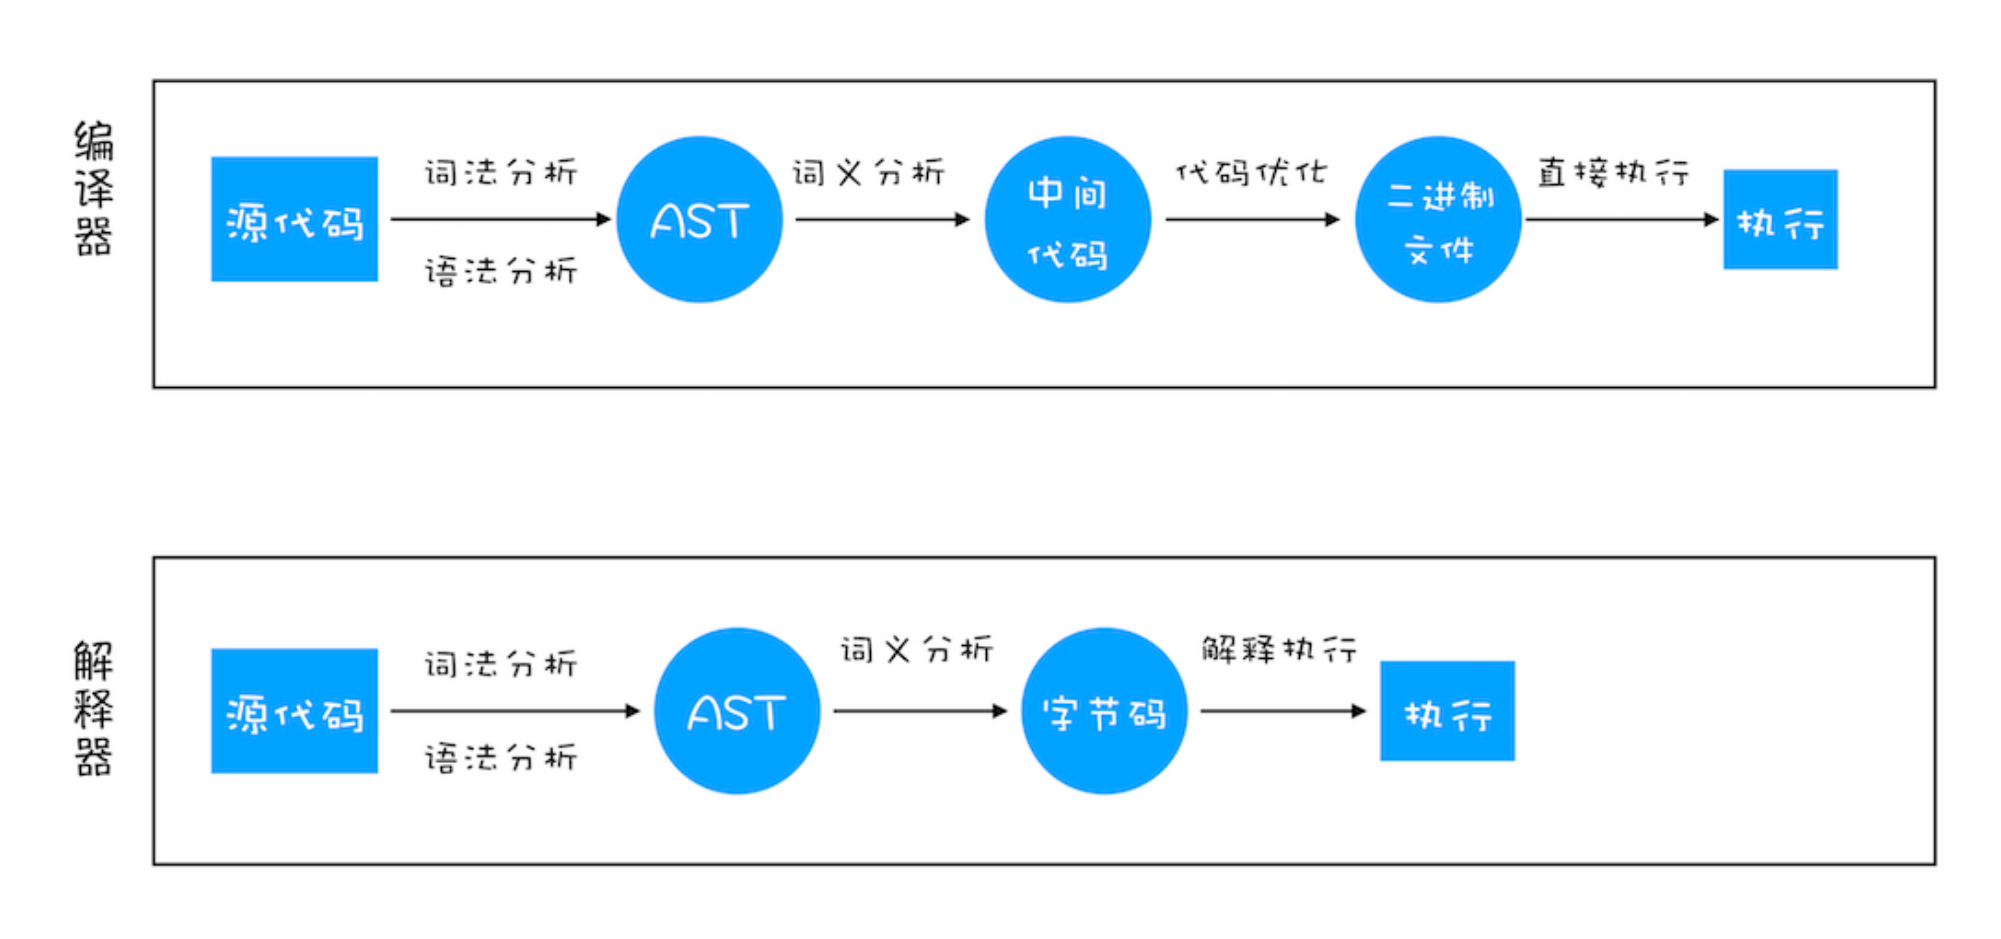 编译器
源代码
词法分析
语法分析
AST
词义分析
中间
代码
代码优化
二进制
文件
直接执行
执行
解释器
源代码
词法分析
语法分析
AST
词义分析
字节码
解释执行
执行